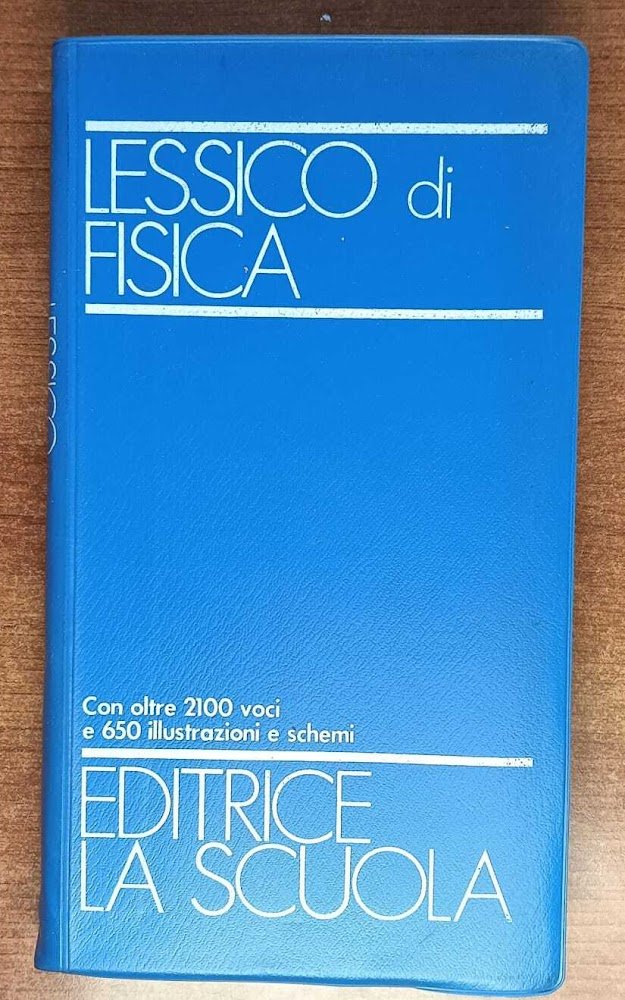 LESSICO di
FISICA
LESSICO
Con oltre 2100 voci
e 650 illustrazioni e schemi
EDITRICE
LA SCUOLA